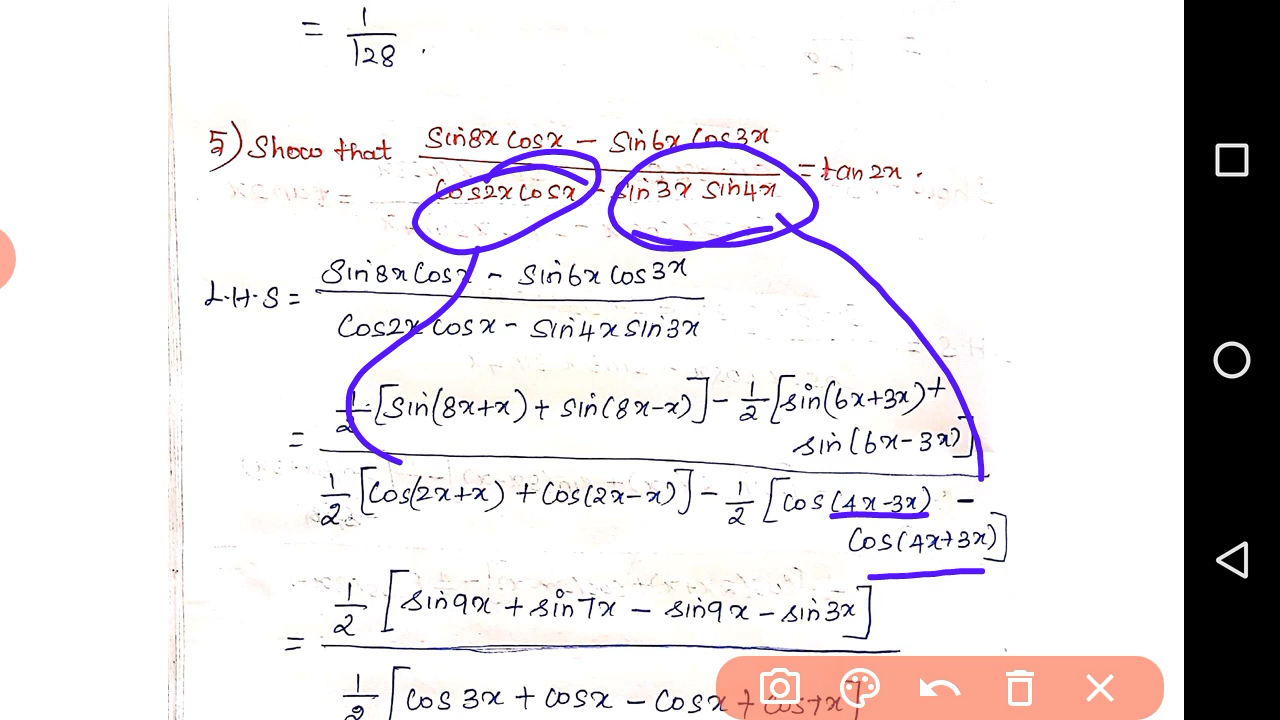 = 1/128 .
5) Show that (Sin8x Cosx - Sin6x Cos3x)/(Cos2x Cosx - Sin3x Sin4x) = tan2x .
L.H.S = (Sin8x Cosx - Sin6x Cos3x)/(Cos2x Cosx - Sin4x Sin3x)
= (1/2 [Sin(8x+x) + sin(8x-x)] - 1/2 [sin(6x+3x) + sin(6x-3x)])/(1/2 [Cos(2x+x) + Cos(2x-x)] - 1/2 [Cos(4x-3x) - Cos(4x+3x)])
= (1/2 [Sin9x + Sin7x - sin9x - sin3x])/(1/2 [Cos3x + cosx - Cosx + Cos7x])